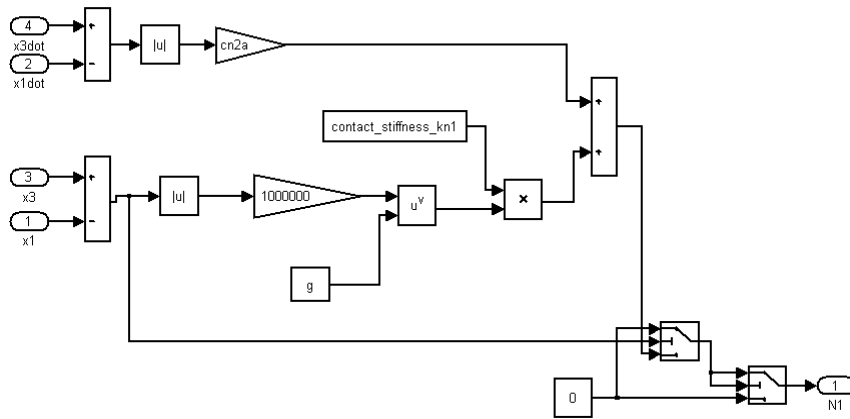 4
x3dot
2
x1dot
+
-
|u|
cn2a
contact_stiffness_kn1
+
+
3
x3
1
x1
+
-
|u|
1000000
u^v
×
g
0
1
N1